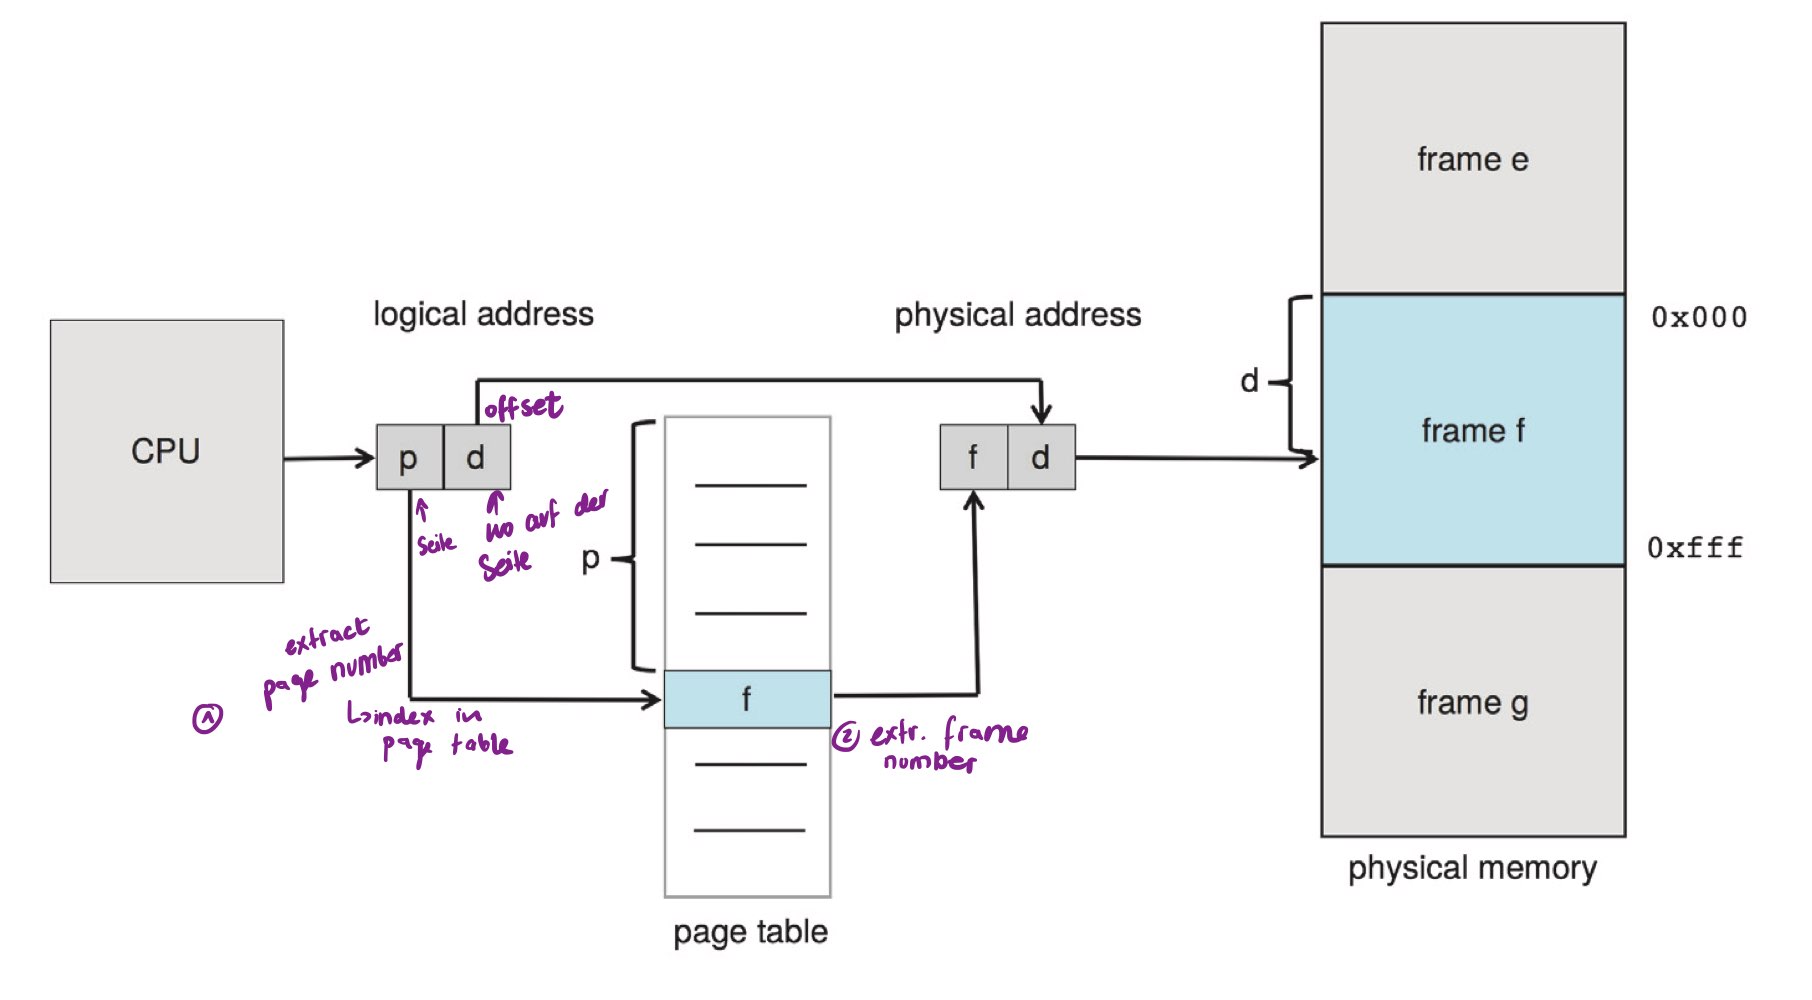 frame e
logical address
physical address
0x000
d
offset
CPU
p d
f d
frame f
Seite
wo auf der
Seite
p
0xfff
extract
page number
①
↳index in
page table
f
② extr. frame
number
frame g
physical memory
page table